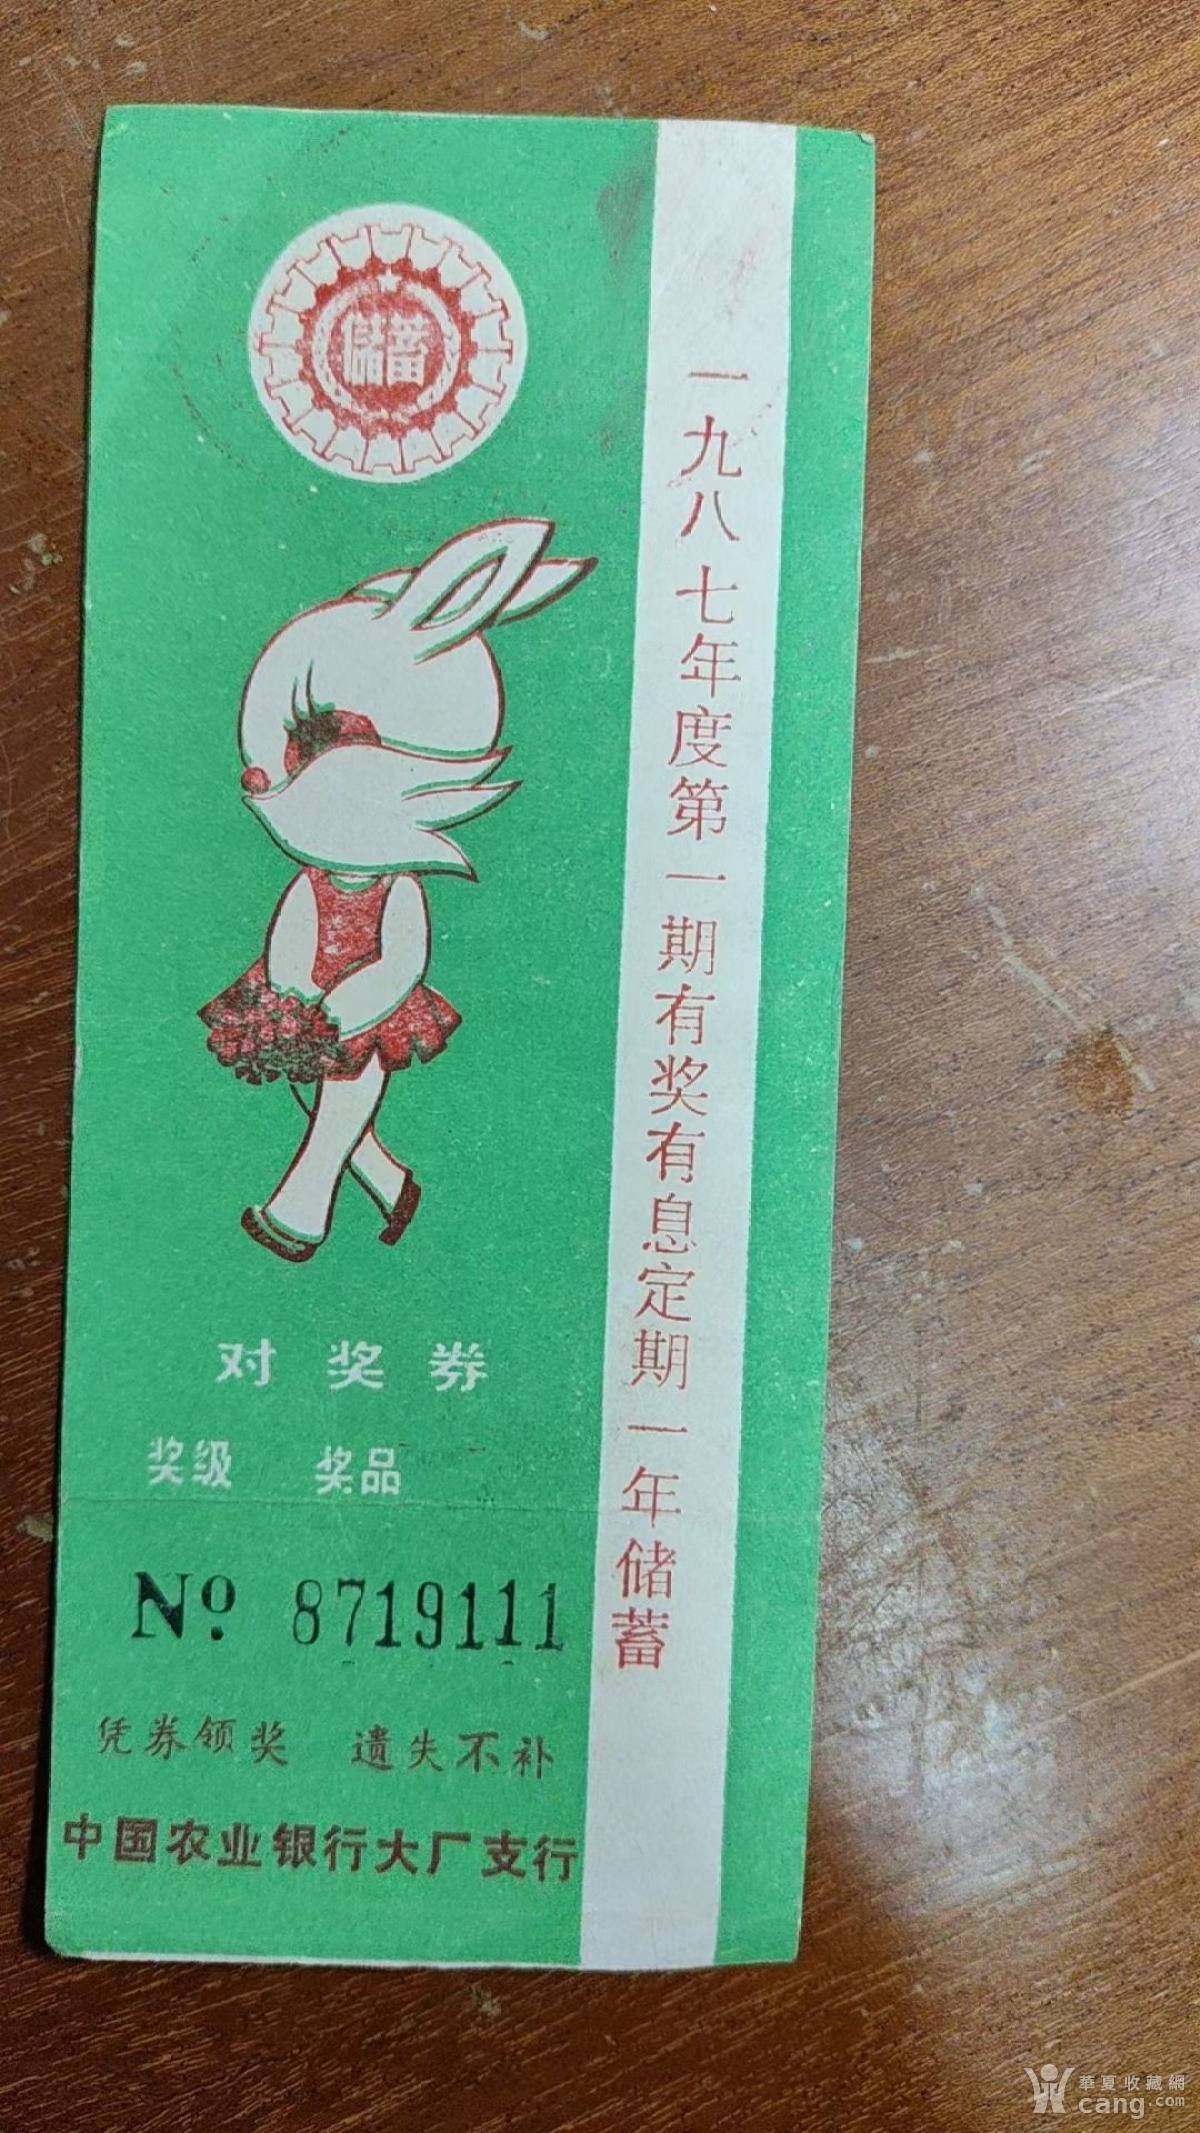 儲蓄
一九八七年度第一期有奖有息定期一年储蓄
对奖券
奖级 奖品
No. 8719111
凭券领奖 遗失不补
中国农业银行大厂支行
華夏收藏網
cang.com